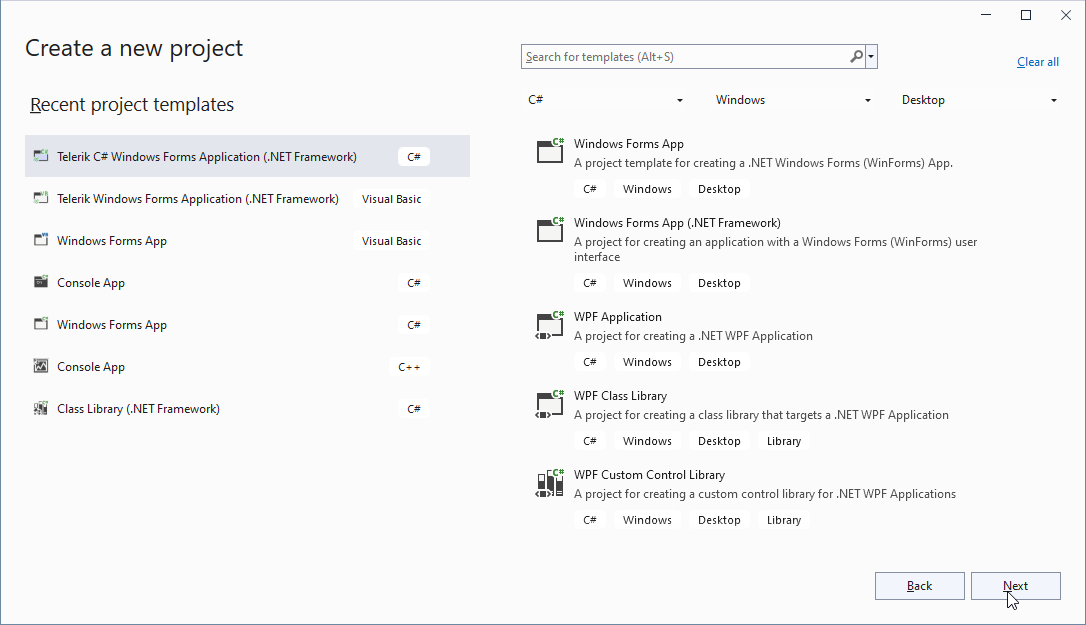 Create a new project
Search for templates (Alt+S)
Clear all
Recent project templates
C#
Windows
Desktop
Telerik C# Windows Forms Application (.NET Framework) C#
Telerik Windows Forms Application (.NET Framework) Visual Basic
Windows Forms App Visual Basic
Console App C#
Windows Forms App C#
Console App C++
Class Library (.NET Framework) C#
Windows Forms App
A project template for creating a .NET Windows Forms (WinForms) App.
C# Windows Desktop
Windows Forms App (.NET Framework)
A project for creating an application with a Windows Forms (WinForms) user
interface
C# Windows Desktop
WPF Application
A project for creating a .NET WPF Application
C# Windows Desktop
WPF Class Library
A project for creating a class library that targets a .NET WPF Application
C# Windows Desktop Library
WPF Custom Control Library
A project for creating a custom control library for .NET WPF Applications
C# Windows Desktop Library
Back
Next